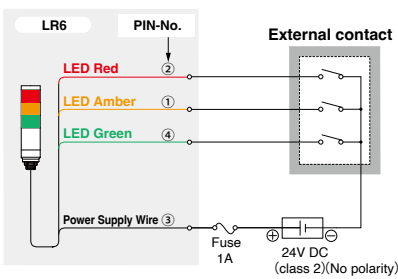 LR6
PIN-No.
External contact
LED Red ②
LED Amber ①
LED Green ④
Power Supply Wire ③
Fuse
1A
⊕ ⊖
24V DC
(class 2)(No polarity)